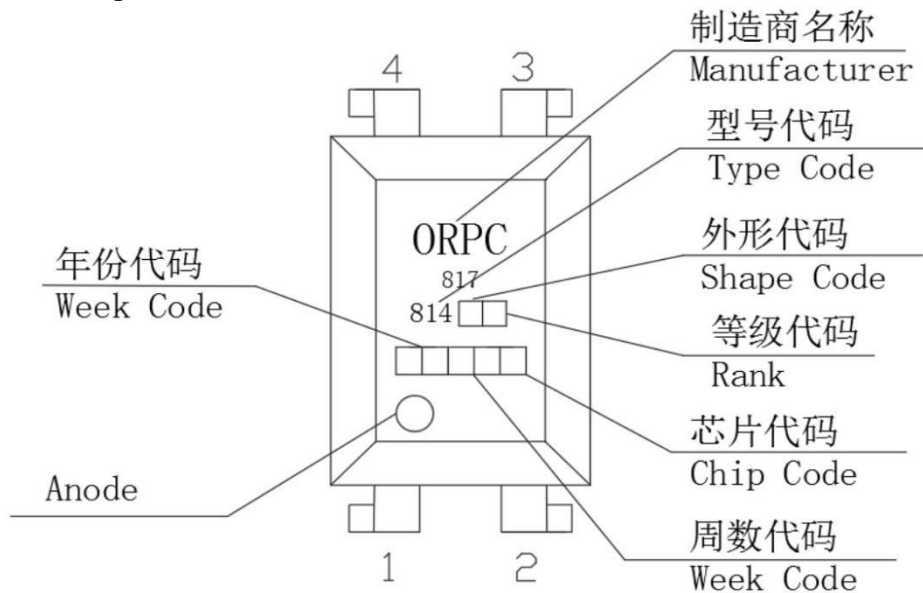 制造商名称
Manufacturer
4
3
型号代码
Type Code
ORPC
外形代码
Shape Code
年份代码
Week Code
817
814
等级代码
Rank
芯片代码
Chip Code
Anode
周数代码
Week Code
1
2